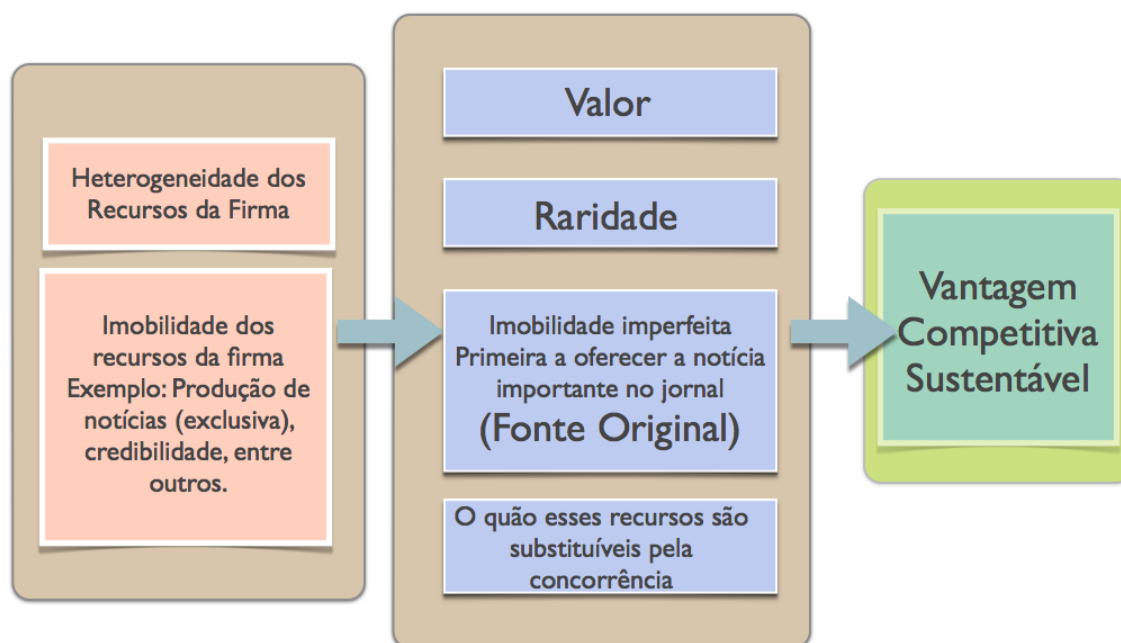 Heterogeneidade dos
Recursos da Firma
Imobilidade dos
recursos da firma
Exemplo: Produção de
notícias (exclusiva),
credibilidade, entre
outros.
Valor
Raridade
Imobilidade imperfeita
Primeira a oferecer a notícia
importante no jornal
(Fonte Original)
O quão esses recursos são
substituíveis pela
concorrência
Vantagem
Competitiva
Sustentável